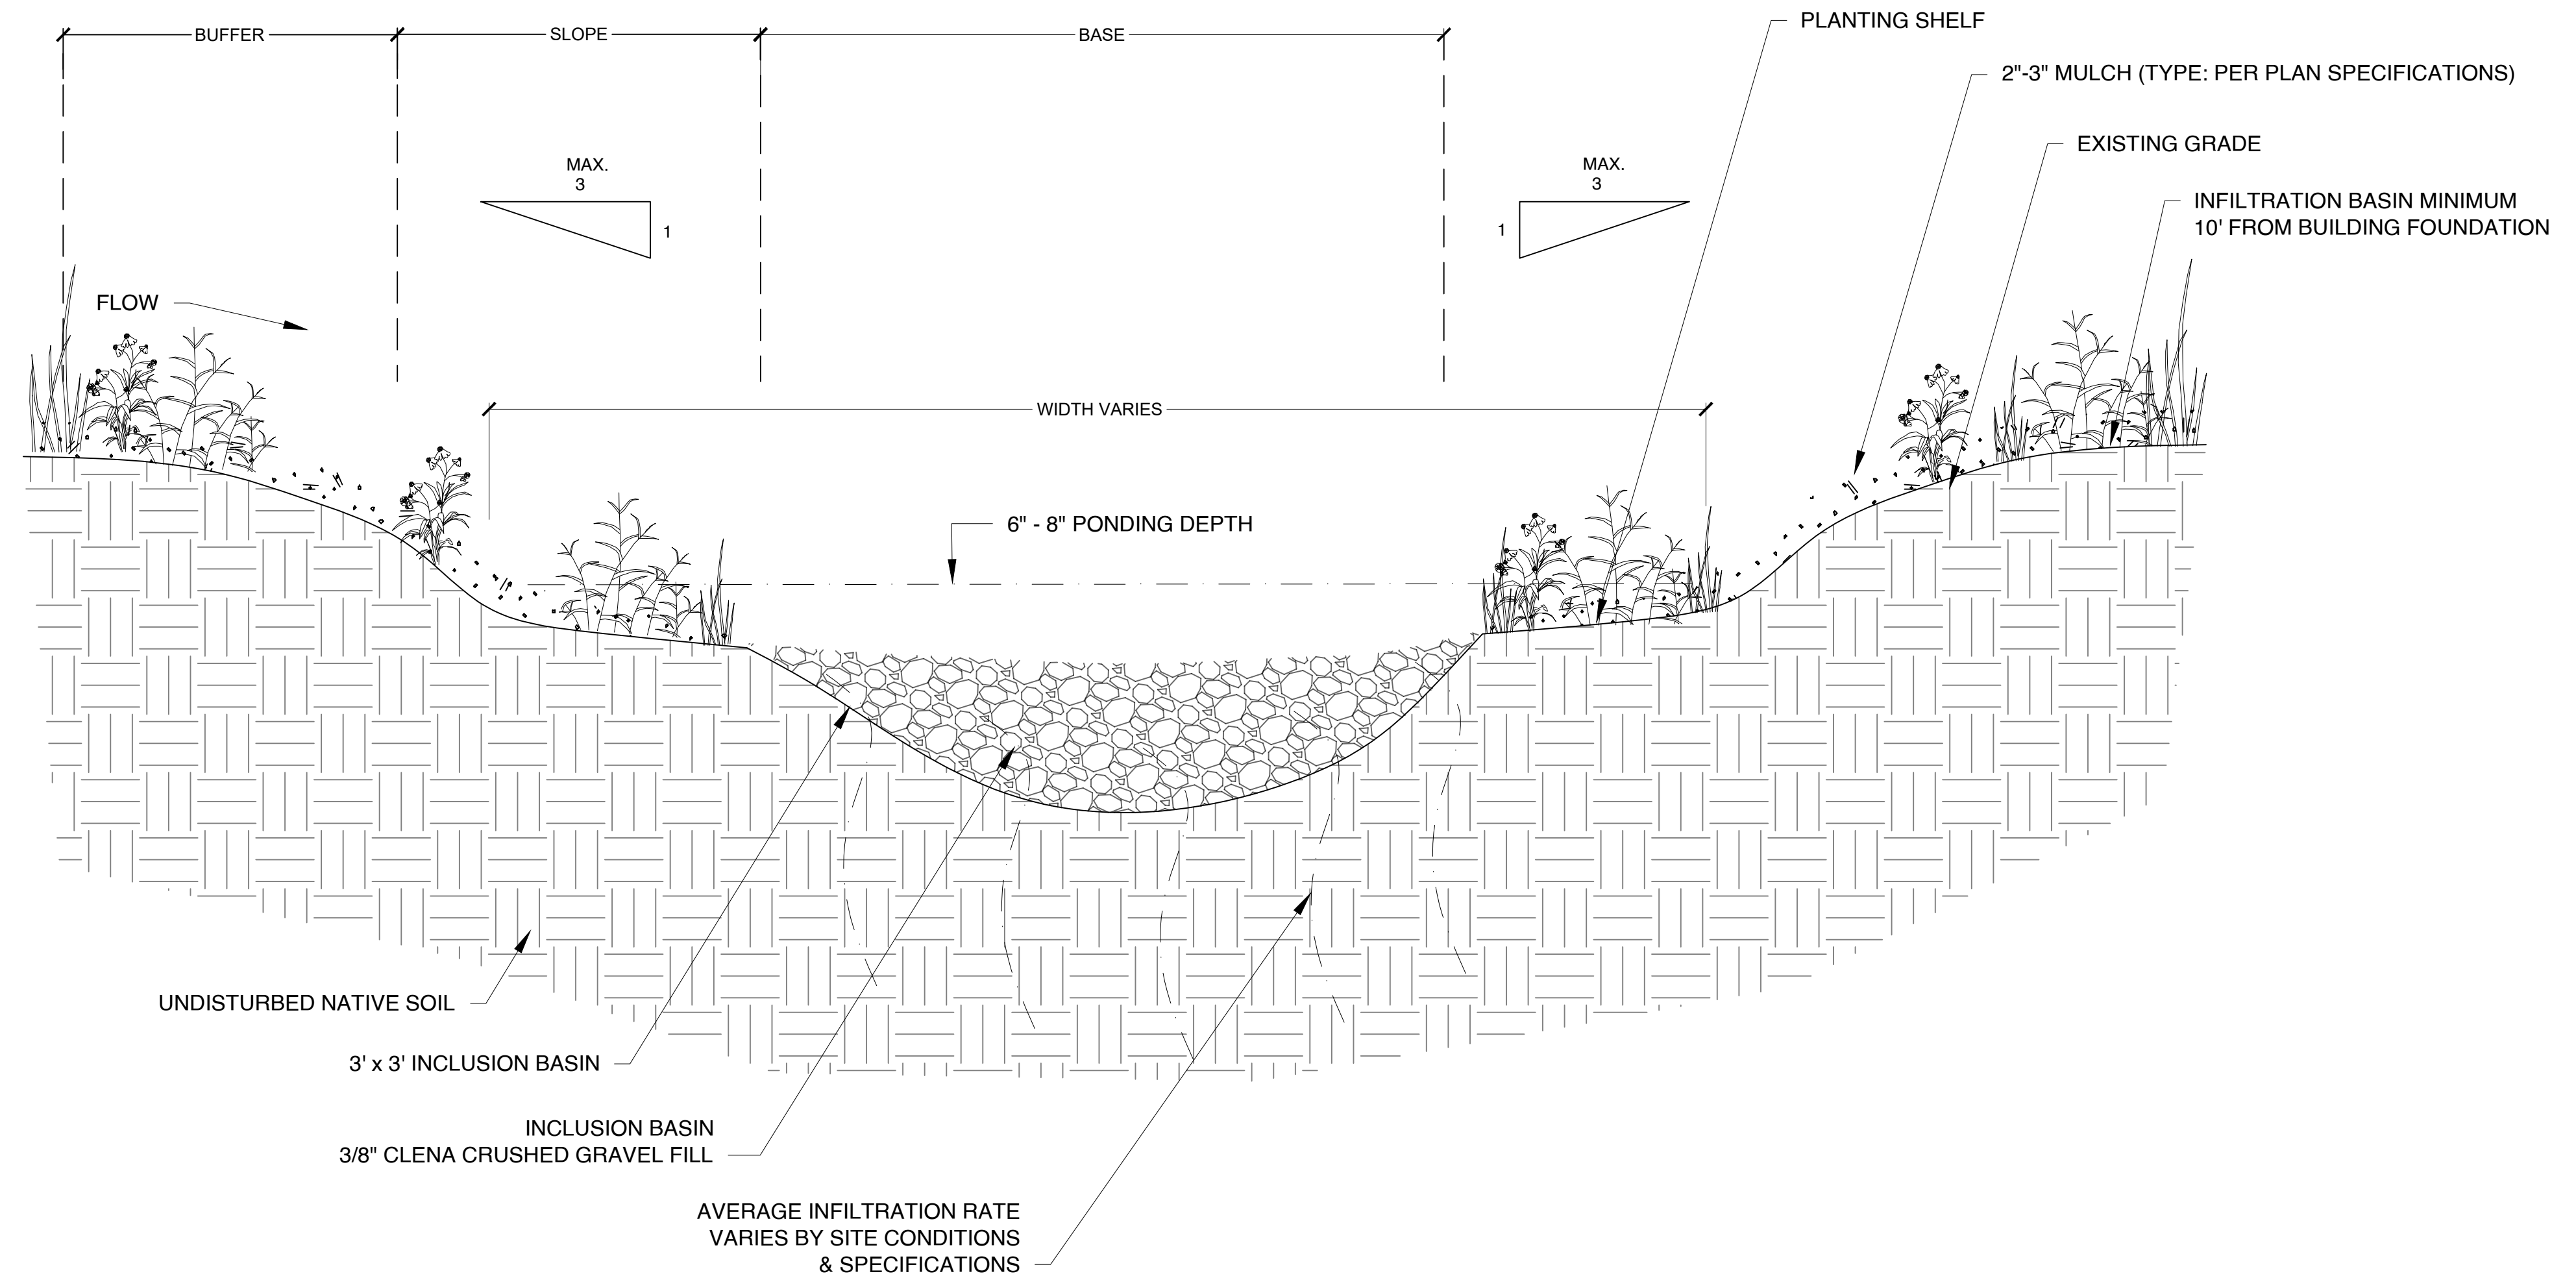 PLANTING SHELF
BUFFER
SLOPE
BASE
2"-3" MULCH (TYPE: PER PLAN SPECIFICATIONS)
EXISTING GRADE
MAX.
3
1
MAX.
3
1
INFILTRATION BASIN MINIMUM
10' FROM BUILDING FOUNDATION
FLOW
WIDTH VARIES
6" - 8" PONDING DEPTH
UNDISTURBED NATIVE SOIL
3' x 3' INCLUSION BASIN
INCLUSION BASIN
3/8" CLENA CRUSHED GRAVEL FILL
AVERAGE INFILTRATION RATE
VARIES BY SITE CONDITIONS
& SPECIFICATIONS